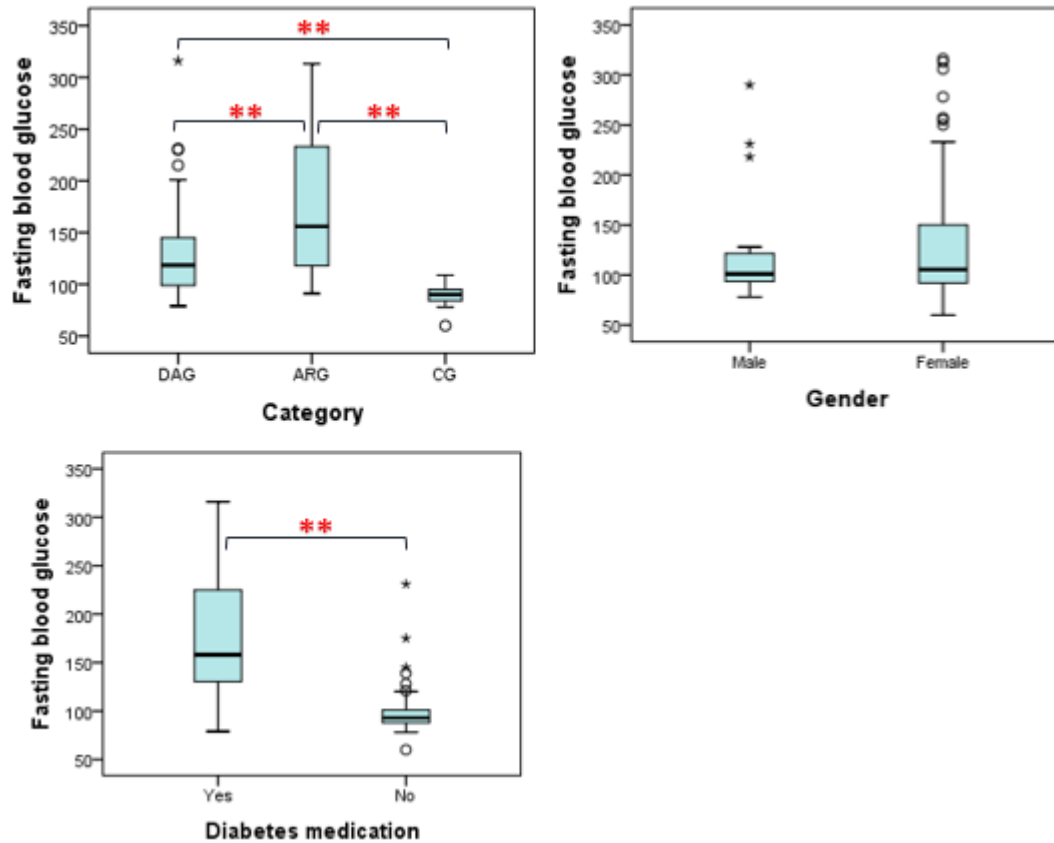 Fasting blood glucose
350
300
250
200
150
100
50
**
**
**
DAG ARG CG
Category
Fasting blood glucose
350
300
250
200
150
100
50
Male Female
Gender
Fasting blood glucose
350
300
250
200
150
100
50
**
Yes No
Diabetes medication